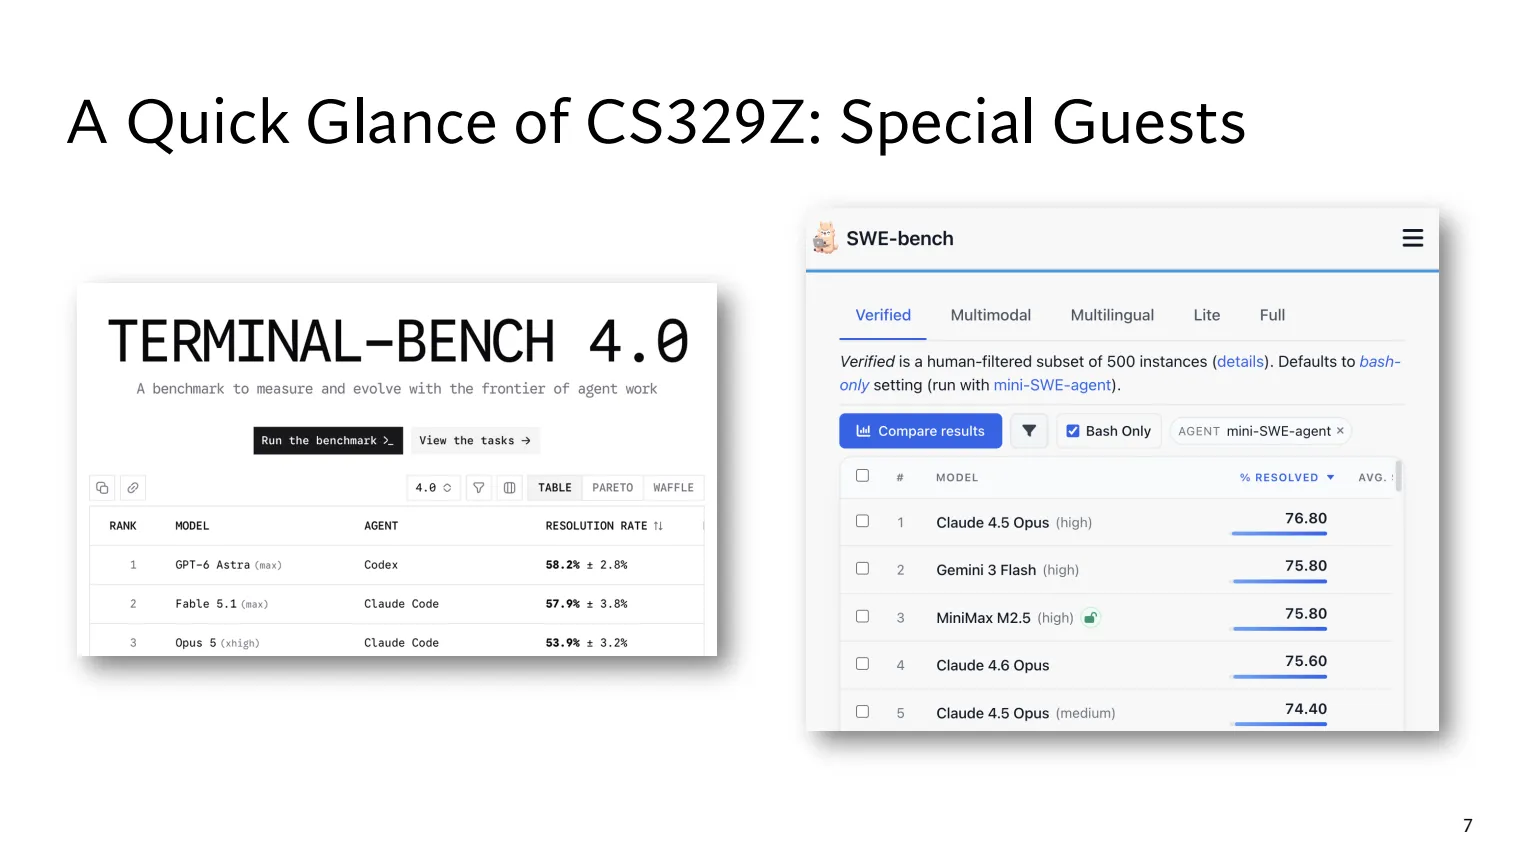 A Quick Glance of CS329Z: Special Guests
TERMINAL-BENCH 4.0
A benchmark to measure and evolve with the frontier of agent work
Run the benchmark >_ View the tasks →
4.0 TABLE PARETO WAFFLE
RANK MODEL AGENT RESOLUTION RATE ↑↓
1 GPT-6 Astra (max) Codex 58.2% ± 2.8%
2 Fable 5.1 (max) Claude Code 57.9% ± 3.8%
3 Opus 5 (xhigh) Claude Code 53.9% ± 3.2%
SWE-bench
Verified Multimodal Multilingual Lite Full
Verified is a human-filtered subset of 500 instances (details). Defaults to bash-
only setting (run with mini-SWE-agent).
Compare results Bash Only AGENT mini-SWE-agent ×
# MODEL % RESOLVED ▼ AVG.
1 Claude 4.5 Opus (high) 76.80
2 Gemini 3 Flash (high) 75.80
3 MiniMax M2.5 (high) 75.80
4 Claude 4.6 Opus 75.60
5 Claude 4.5 Opus (medium) 74.40
7